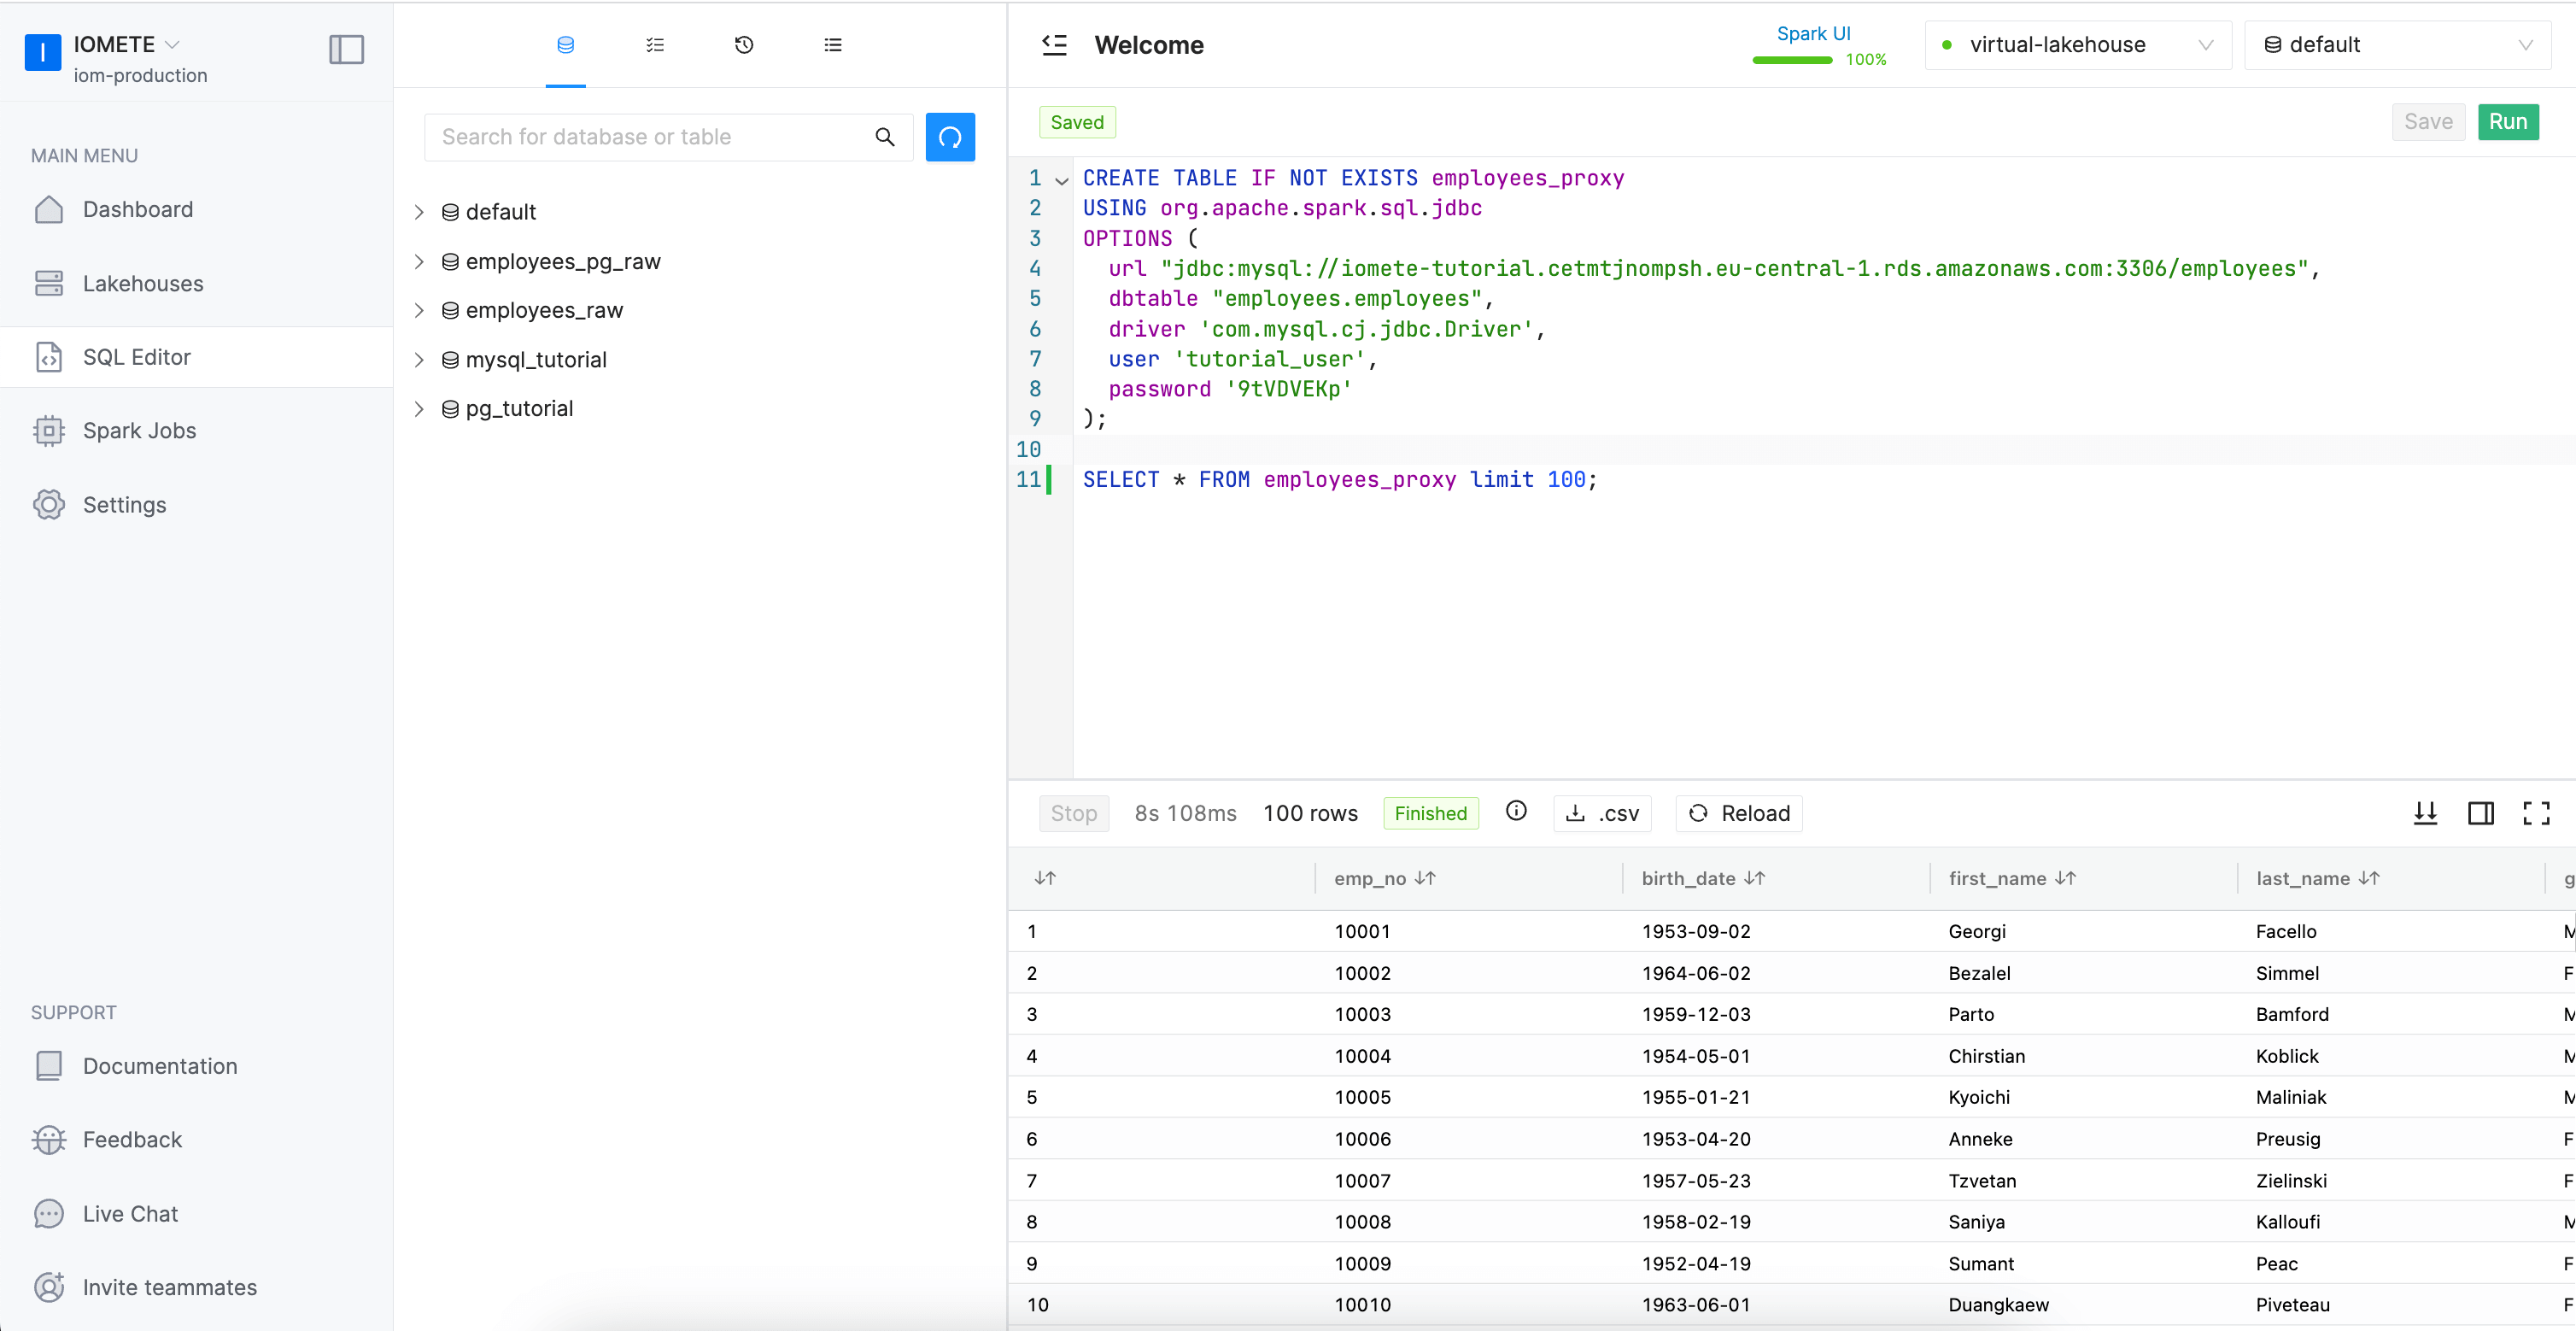 I IOMETE
iom-production
MAIN MENU
Dashboard
Lakehouses
SQL Editor
Spark Jobs
Settings
SUPPORT
Documentation
Feedback
Live Chat
Invite teammates
Search for database or table
default
employees_pg_raw
employees_raw
mysql_tutorial
pg_tutorial
Welcome
Spark UI
100%
virtual-lakehouse
default
Saved
Save
Run
1 CREATE TABLE IF NOT EXISTS employees_proxy
2 USING org.apache.spark.sql.jdbc
3 OPTIONS (
4 url "jdbc:mysql://iomete-tutorial.cetmtjnompsh.eu-central-1.rds.amazonaws.com:3306/employees",
5 dbtable "employees.employees",
6 driver 'com.mysql.cj.jdbc.Driver',
7 user 'tutorial_user',
8 password '9tVDVEKp'
9 );
10
11 SELECT * FROM employees_proxy limit 100;
Stop 8s 108ms 100 rows Finished .csv Reload
emp_no birth_date first_name last_name g
1 10001 1953-09-02 Georgi Facello M
2 10002 1964-06-02 Bezalel Simmel F
3 10003 1959-12-03 Parto Bamford M
4 10004 1954-05-01 Chirstian Koblick M
5 10005 1955-01-21 Kyoichi Maliniak M
6 10006 1953-04-20 Anneke Preusig F
7 10007 1957-05-23 Tzvetan Zielinski F
8 10008 1958-02-19 Saniya Kalloufi M
9 10009 1952-04-19 Sumant Peac F
10 10010 1963-06-01 Duangkaew Piveteau F